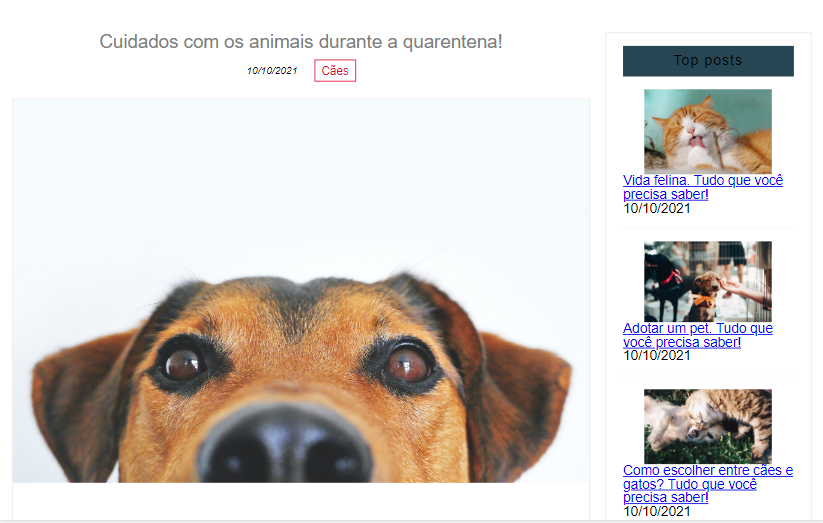 Cuidados com os animais durante a quarentena!
10/10/2021 Cães
Top posts
Vida felina. Tudo que você
precisa saber!
10/10/2021
Adotar um pet. Tudo que
você precisa saber!
10/10/2021
Como escolher entre cães e
gatos? Tudo que você
precisa saber!
10/10/2021